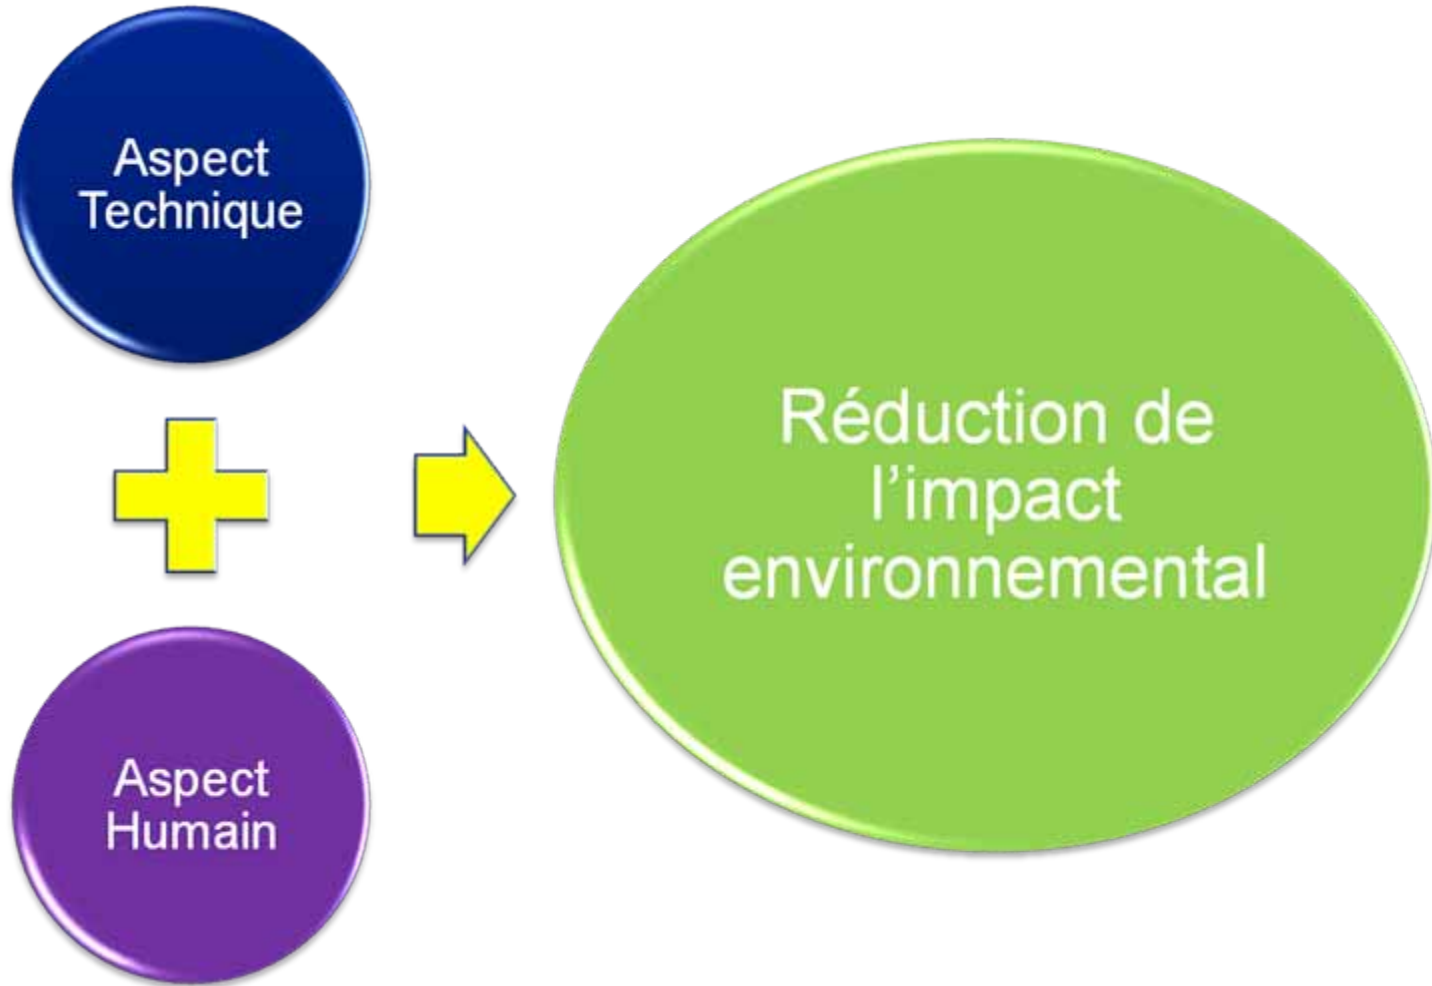 Aspect
Technique
Réduction de
l’impact
environnemental
Aspect
Humain